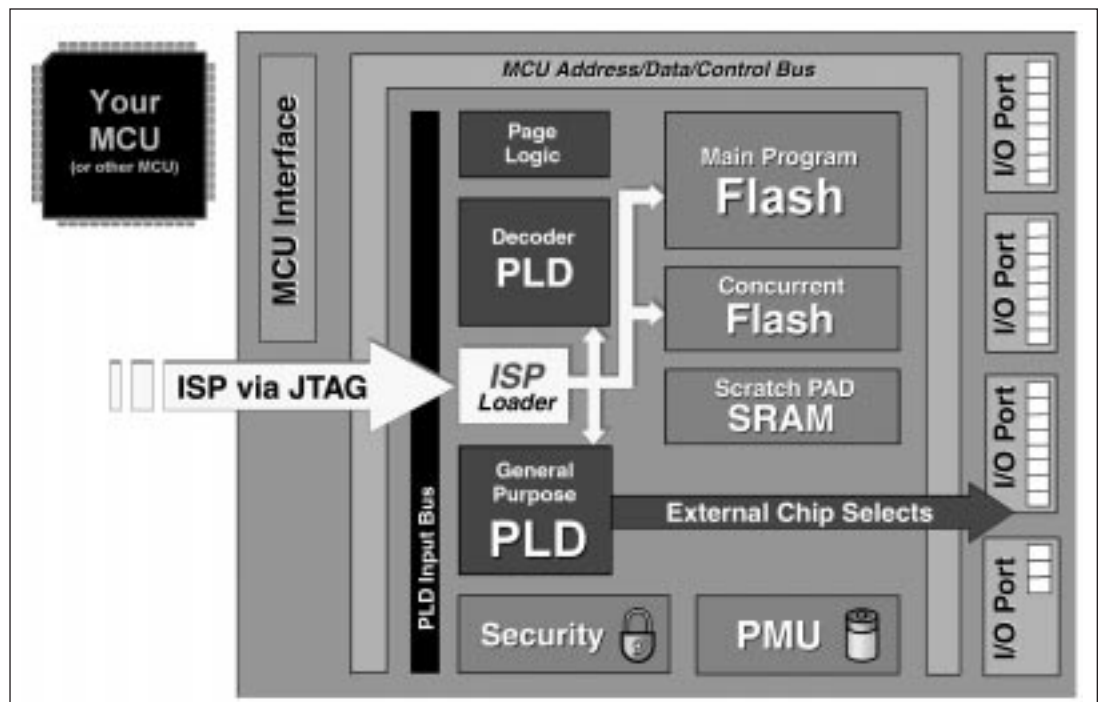 Your
MCU
(or other MCU)
MCU Interface
MCU Address/Data/Control Bus
PLD Input Bus
Page
Logic
Decoder
PLD
ISP via JTAG
ISP
Loader
General
Purpose
PLD
Main Program
Flash
Concurrent
Flash
Scratch PAD
SRAM
External Chip Selects
Security
PMU
I/O Port
I/O Port
I/O Port
I/O Port